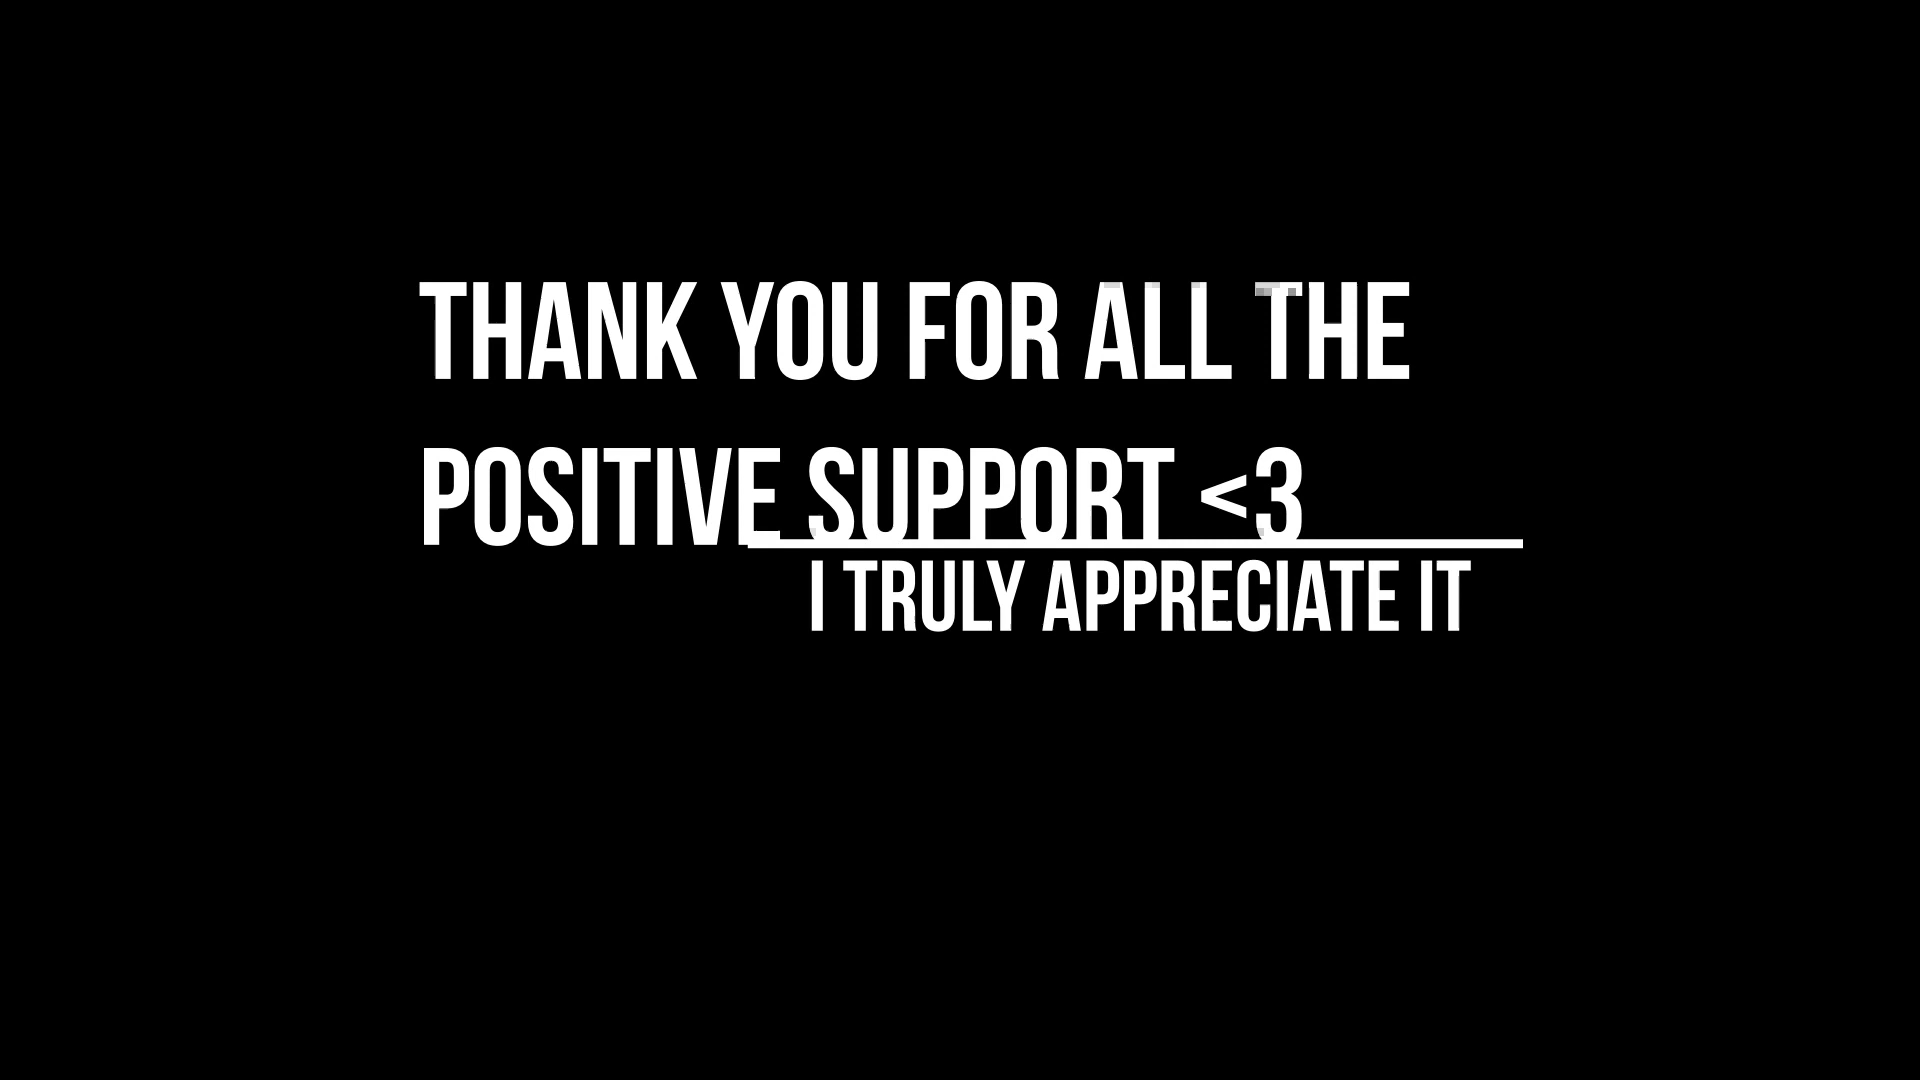 THANK YOU FOR ALL THE
POSITIVE SUPPORT <3
I TRULY APPRECIATE IT